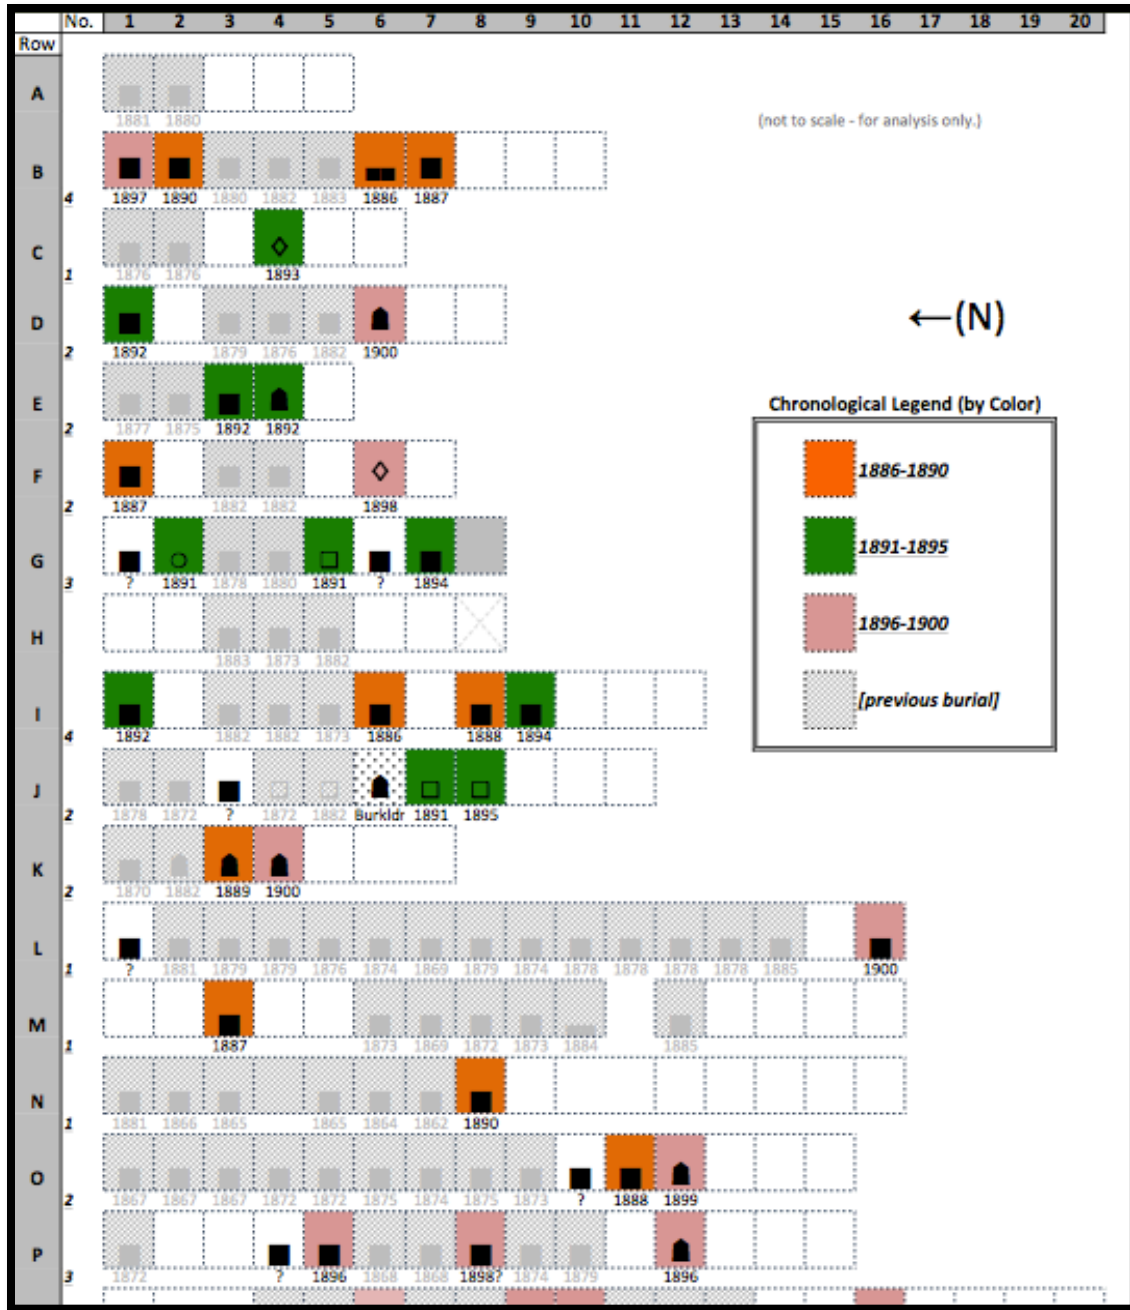 No. 1 2 3 4 5 6 7 8 9 10 11 12 13 14 15 16 17 18 19 20
Row
A
1881 1880
(not to scale - for analysis only.)
B
4 1897 1890 1880 1882 1883 1886 1887
C
1 1876 1876 1893
D
←(N)
2 1892 1879 1876 1882 1900
E
2 1877 1875 1892 1892
Chronological Legend (by Color)
F
1886-1890
2 1887 1882 1882 1898
G
1891-1895
3 ? 1891 1878 1880 1891 ? 1894
H
1896-1900
1883 1873 1882
I
[previous burial]
4 1892 1882 1882 1873 1886 1888 1894
J
2 1878 1872 ? 1872 1882 Burkldr 1891 1895
K
2 1870 1882 1889 1900
L
1 ? 1881 1879 1879 1876 1874 1869 1879 1874 1878 1878 1878 1878 1885 1900
M
1 1887 1873 1869 1872 1873 1884 1885
N
1 1881 1866 1865 1865 1864 1862 1890
O
2 1867 1867 1867 1872 1872 1875 1874 1875 1873 ? 1888 1899
P
3 1872 ? 1896 1868 1868 1898? 1874 1879 1896